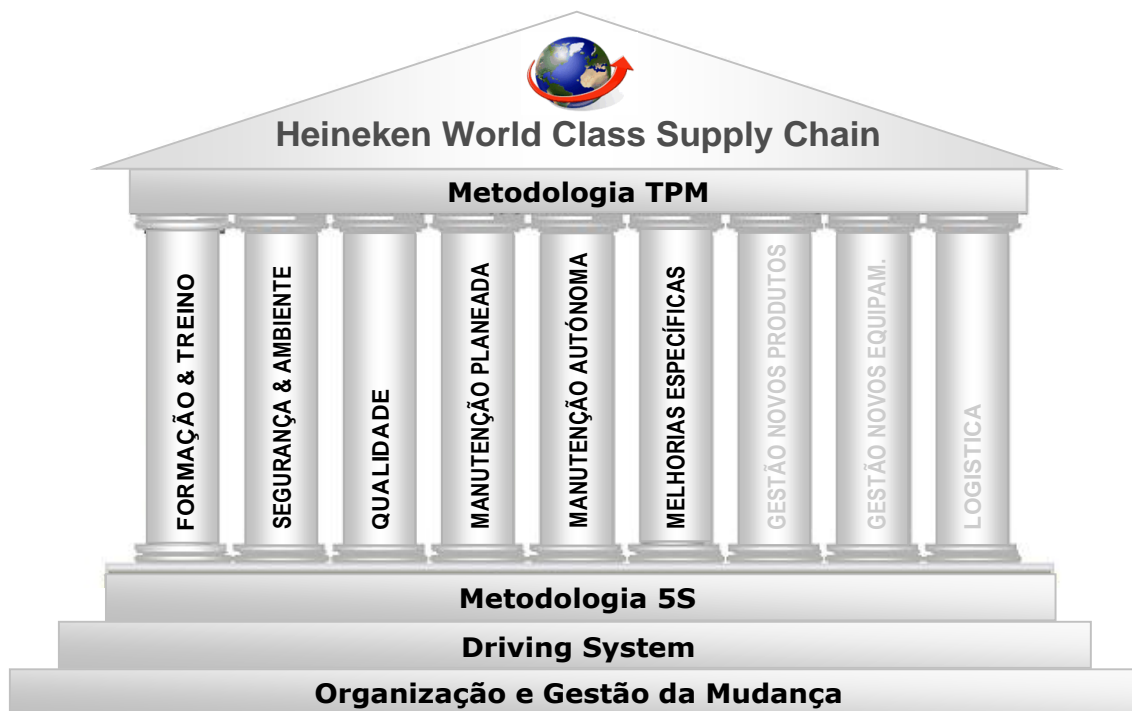 Heineken World Class Supply Chain
Metodologia TPM
FORMAÇÃO & TREINO
SEGURANÇA & AMBIENTE
QUALIDADE
MANUTENÇÃO PLANEADA
MANUTENÇÃO AUTÓNOMA
MELHORIAS ESPECÍFICAS
GESTÃO NOVOS PRODUTOS
GESTÃO NOVOS EQUIPAM.
LOGISTICA
Metodologia 5S
Driving System
Organização e Gestão da Mudança